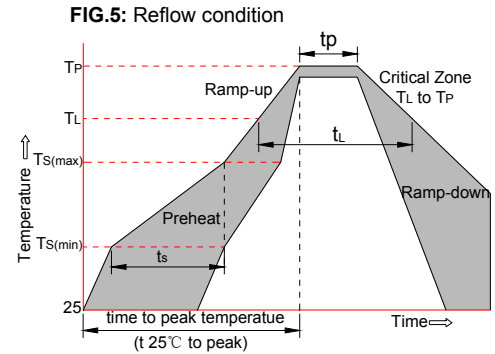 FIG.5: Reflow condition
tp
TP
Ramp-up
Critical Zone
TL to TP
TL
tL
TS(max)
Temperature
Preheat
Ramp-down
TS(min)
ts
25
time to peak temperatue
Time
(t 25℃ to peak)